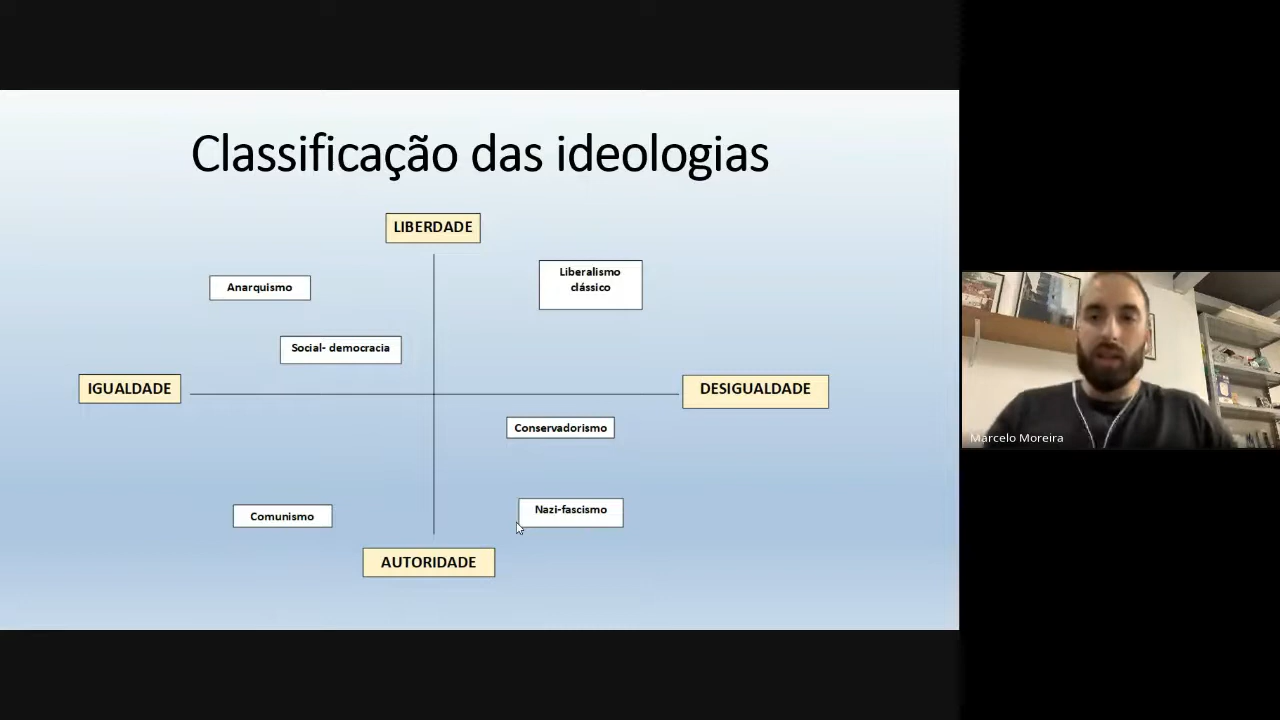 Classificação das ideologias
LIBERDADE
Anarquismo
Liberalismo
clássico
Social- democracia
IGUALDADE
DESIGUALDADE
Conservadorismo
Comunismo
Nazi-fascismo
AUTORIDADE
Marcelo Moreira